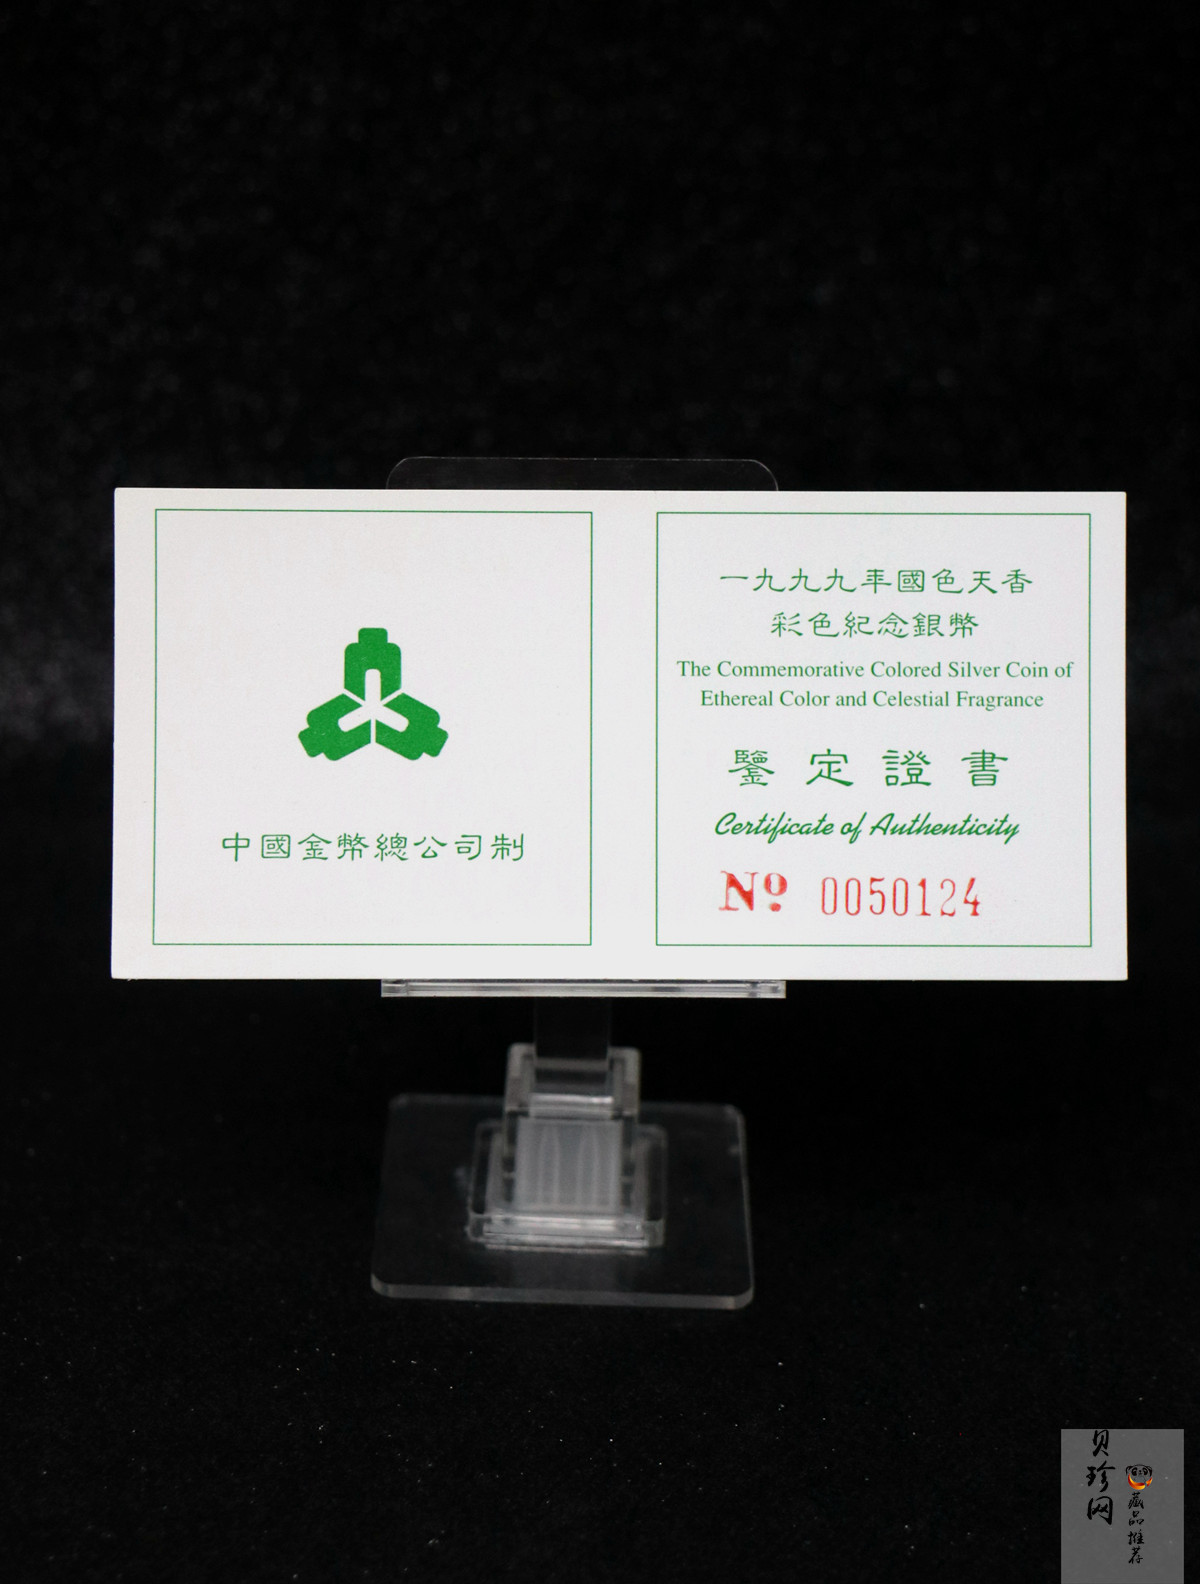 中國金幣總公司制
一九九九年國色天香
彩色紀念銀幣
The Commemorative Colored Silver Coin of
Ethereal Color and Celestial Fragrance
鑒定證書
Certificate of Authenticity
Nº 0050124
贝珍网
藏品推荐